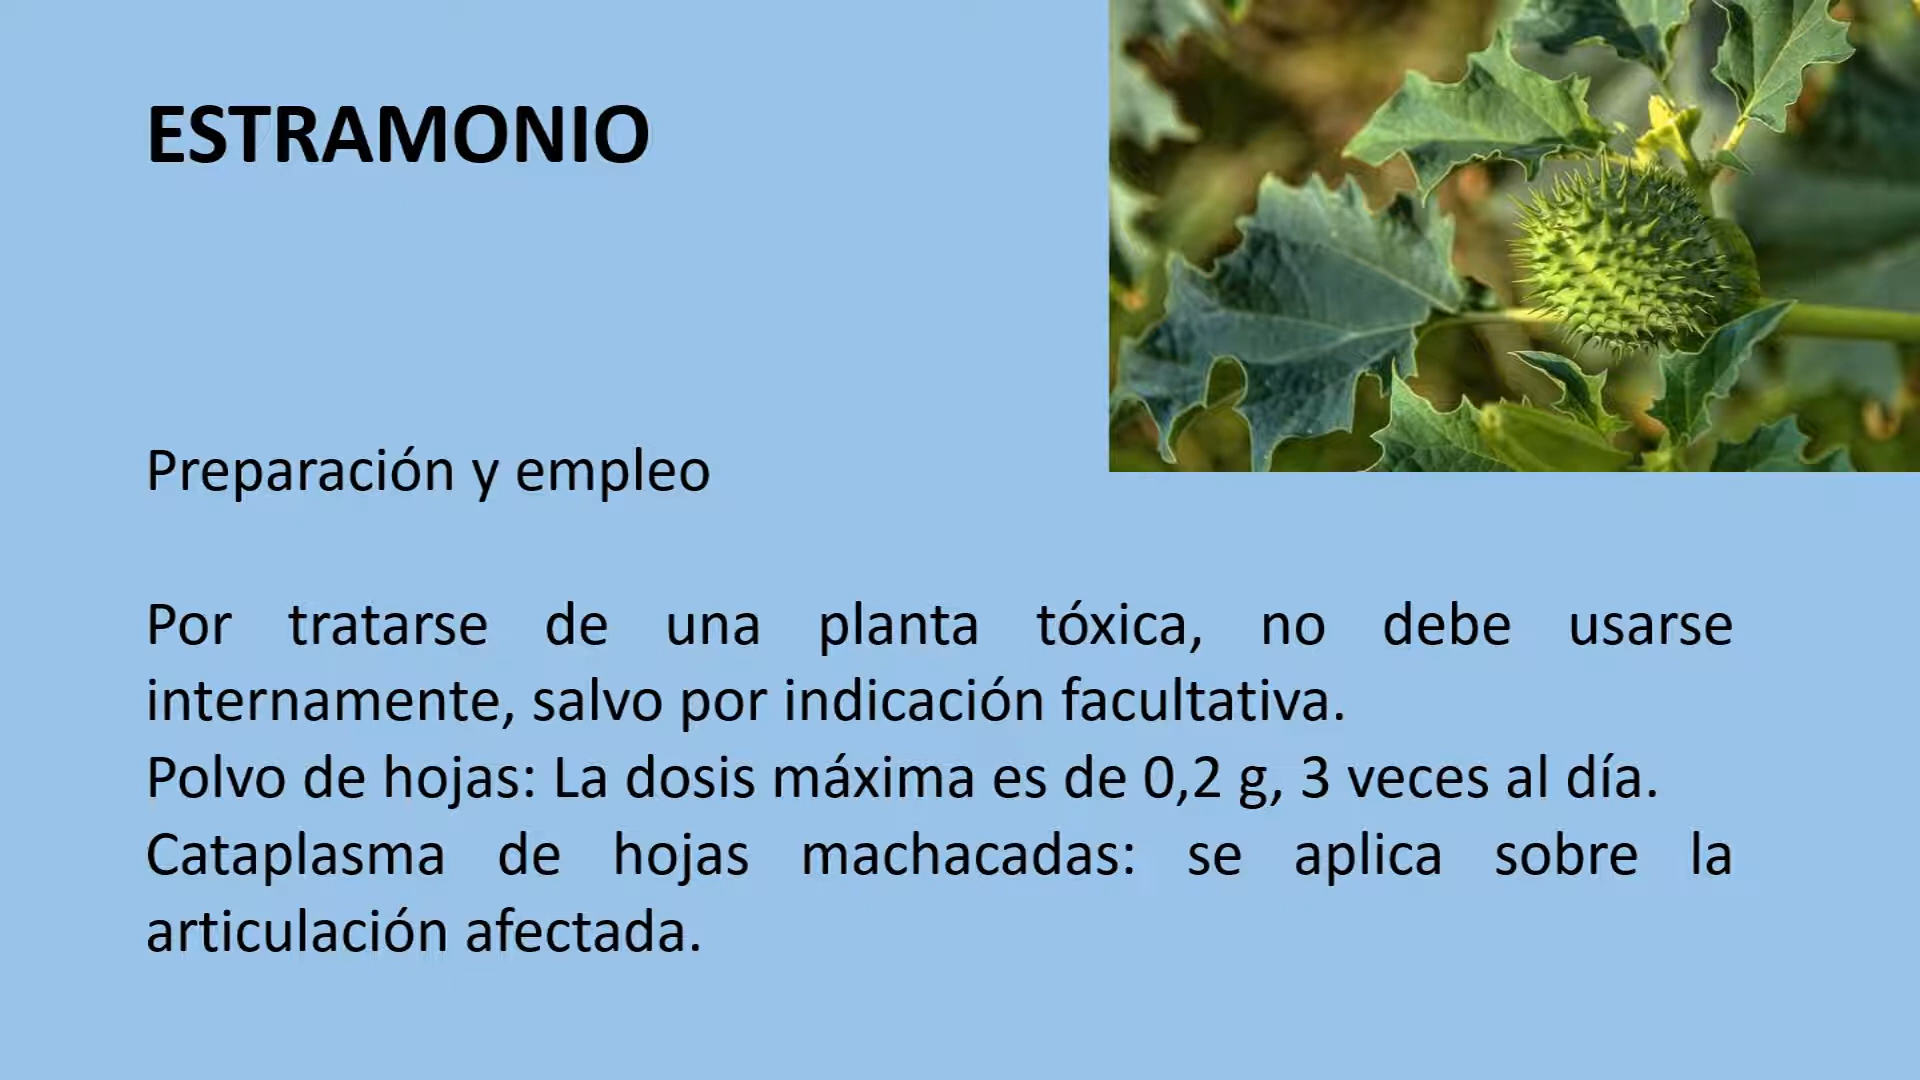 ESTRAMONIO
Preparación y empleo
Por tratarse de una planta tóxica, no debe usarse
internamente, salvo por indicación facultativa.
Polvo de hojas: La dosis máxima es de 0,2 g, 3 veces al día.
Cataplasma de hojas machacadas: se aplica sobre la
articulación afectada.